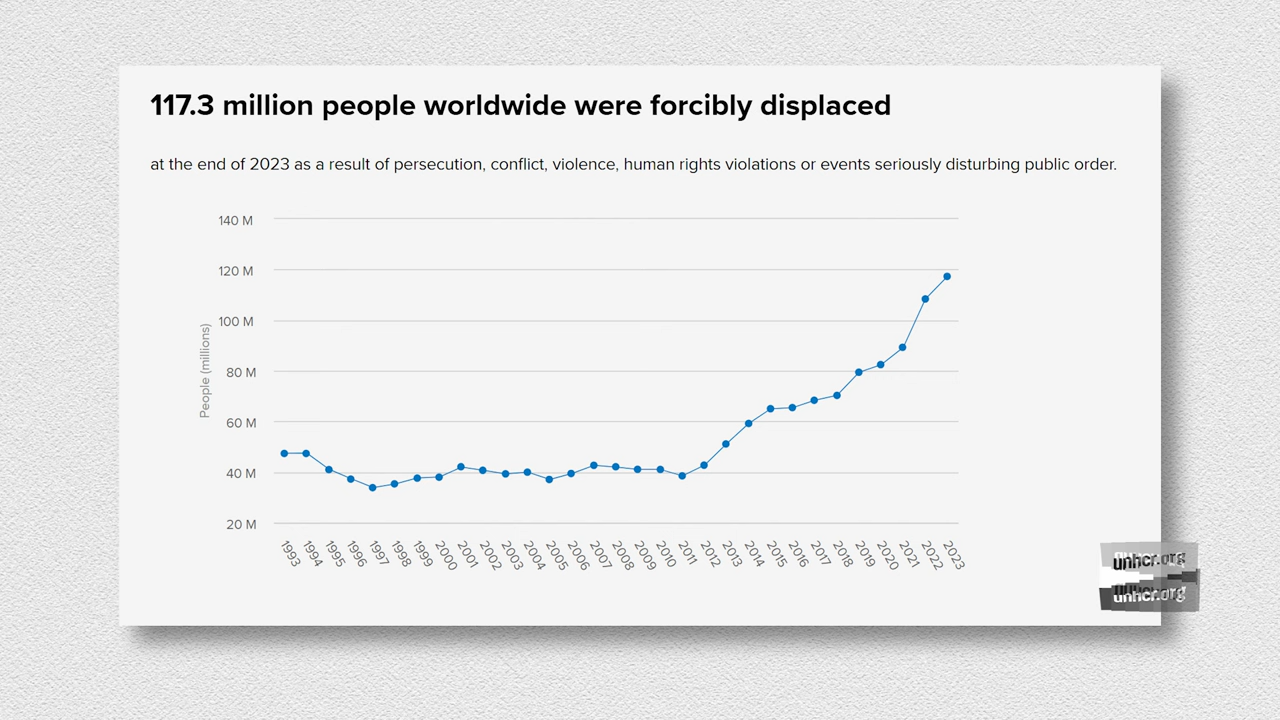 117.3 million people worldwide were forcibly displaced
at the end of 2023 as a result of persecution, conflict, violence, human rights violations or events seriously disturbing public order.
140 M
120 M
100 M
80 M
60 M
40 M
20 M
People (millions)
1993
1994
1995
1996
1997
1998
1999
2000
2001
2002
2003
2004
2005
2006
2007
2008
2009
2010
2011
2012
2013
2014
2015
2016
2017
2018
2019
2020
2021
2022
2023
unhcr.org
unhcr.org